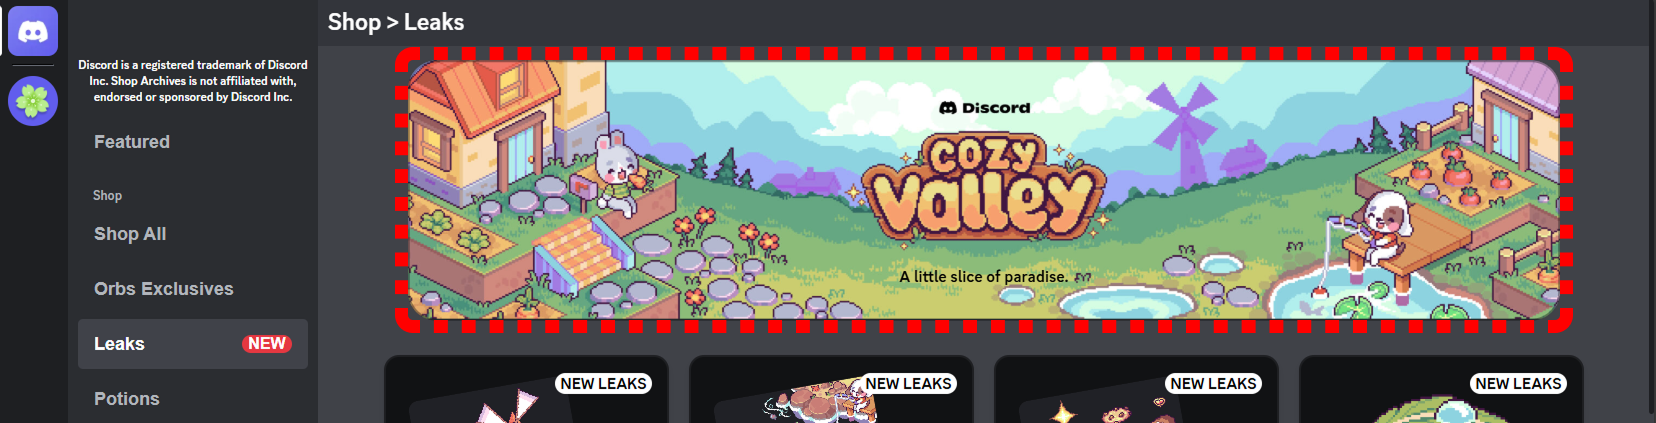 Shop > Leaks
Discord is a registered trademark of Discord
Inc. Shop Archives is not affiliated with,
endorsed or sponsored by Discord Inc.
Featured
Shop
Shop All
Orbs Exclusives
Leaks NEW
Potions
Discord
COZY
Valley
A little slice of paradise.
NEW LEAKS
NEW LEAKS
NEW LEAKS
NEW LEAKS